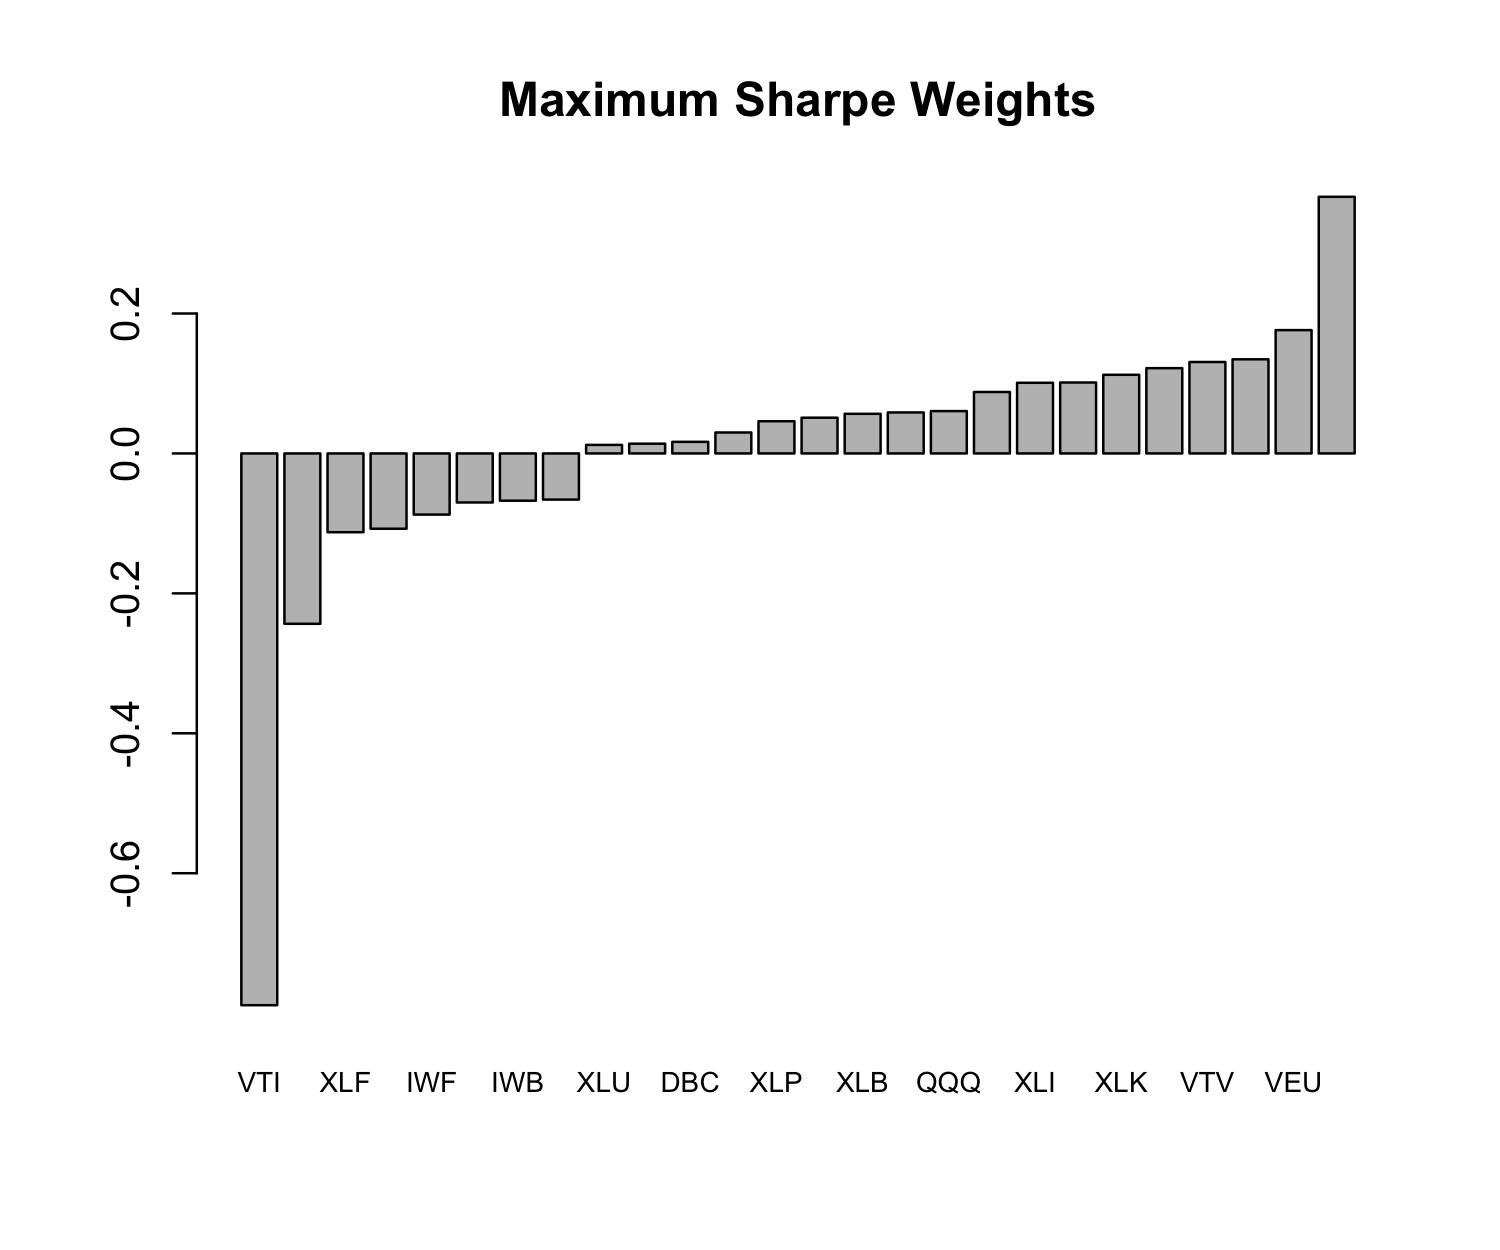 Maximum Sharpe Weights
0.2
0.0
-0.2
-0.4
-0.6
VTI XLF IWF IWB XLU DBC XLP XLB QQQ XLI XLK VTV VEU